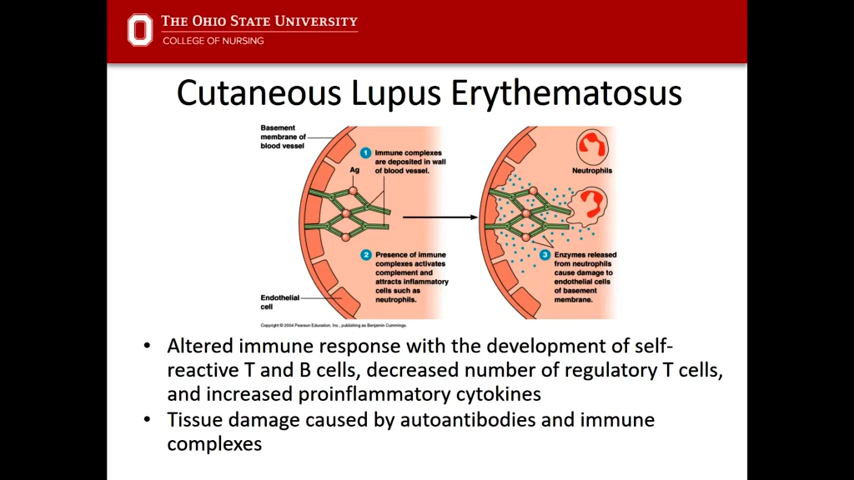 THE OHIO STATE UNIVERSITY
COLLEGE OF NURSING
Cutaneous Lupus Erythematosus
Basement
membrane of
blood vessel
1 Immune complexes
are deposited in wall
of blood vessel.
Ag
2 Presence of immune
complexes activates
complement and
attracts inflammatory
cells such as
neutrophils.
Endothelial
cell
Neutrophils
3 Enzymes released
from neutrophils
cause damage to
endothelial cells
of basement
membrane.
Copyright © 2004 Pearson Education, Inc., publishing as Benjamin Cummings.
• Altered immune response with the development of self-
reactive T and B cells, decreased number of regulatory T cells,
and increased proinflammatory cytokines
• Tissue damage caused by autoantibodies and immune
complexes